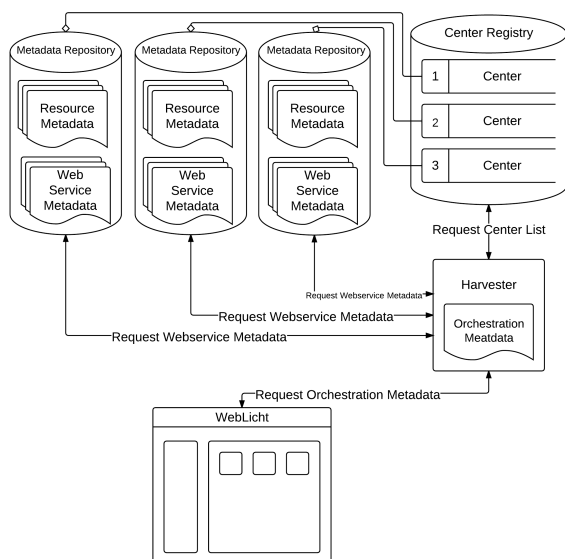 Metadata Repository
Resource
Metadata
Web
Service
Metadata
Metadata Repository
Resource
Metadata
Web
Service
Metadata
Metadata Repository
Resource
Metadata
Web
Service
Metadata
Center Registry
1 Center
2 Center
3 Center
Request Center List
Harvester
Orchestration
Meatdata
Request Webservice Metadata
Request Webservice Metadata
Request Webservice Metadata
Request Orchestration Metadata
WebLicht